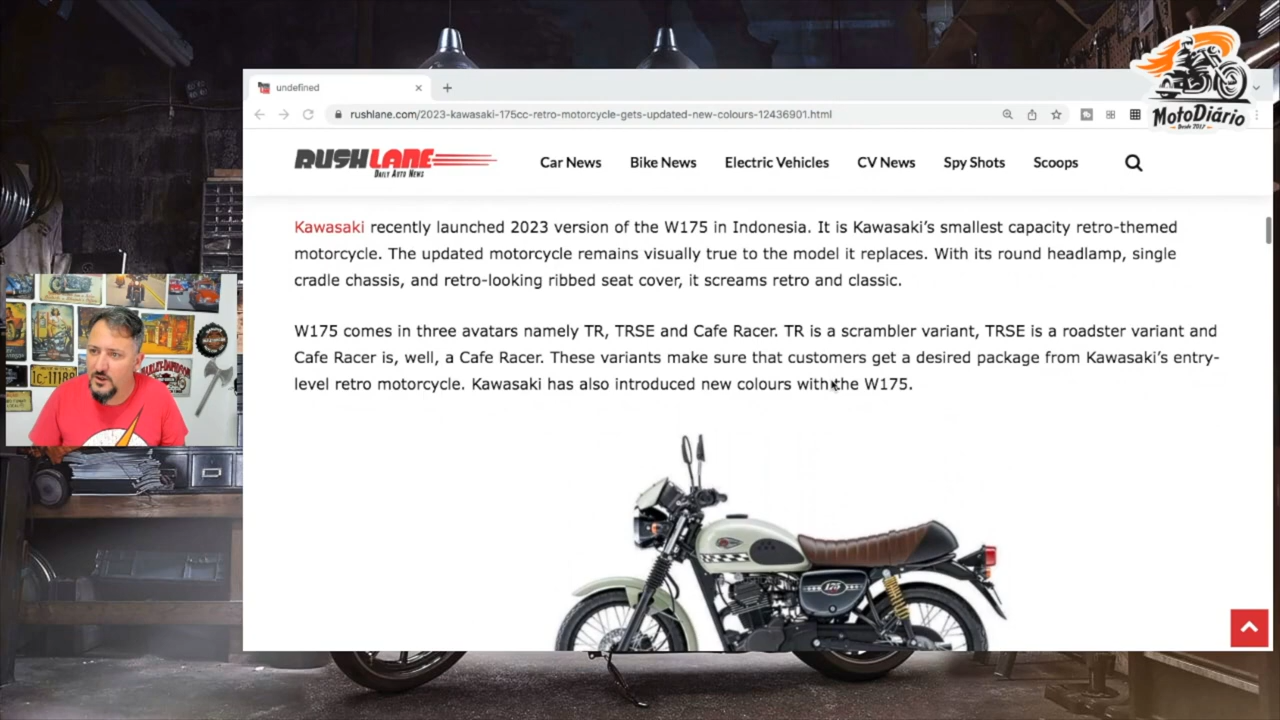 undefined
rushlane.com/2023-kawasaki-175cc-retro-motorcycle-gets-updated-new-colours-12436901.html
MotoDiário
Desde 2017
RUSHLANE
DAILY AUTO NEWS
Car News
Bike News
Electric Vehicles
CV News
Spy Shots
Scoops
Kawasaki recently launched 2023 version of the W175 in Indonesia. It is Kawasaki's smallest capacity retro-themed
motorcycle. The updated motorcycle remains visually true to the model it replaces. With its round headlamp, single
cradle chassis, and retro-looking ribbed seat cover, it screams retro and classic.
W175 comes in three avatars namely TR, TRSE and Cafe Racer. TR is a scrambler variant, TRSE is a roadster variant and
Cafe Racer is, well, a Cafe Racer. These variants make sure that customers get a desired package from Kawasaki's entry-
level retro motorcycle. Kawasaki has also introduced new colours with the W175.
1C-11189
175